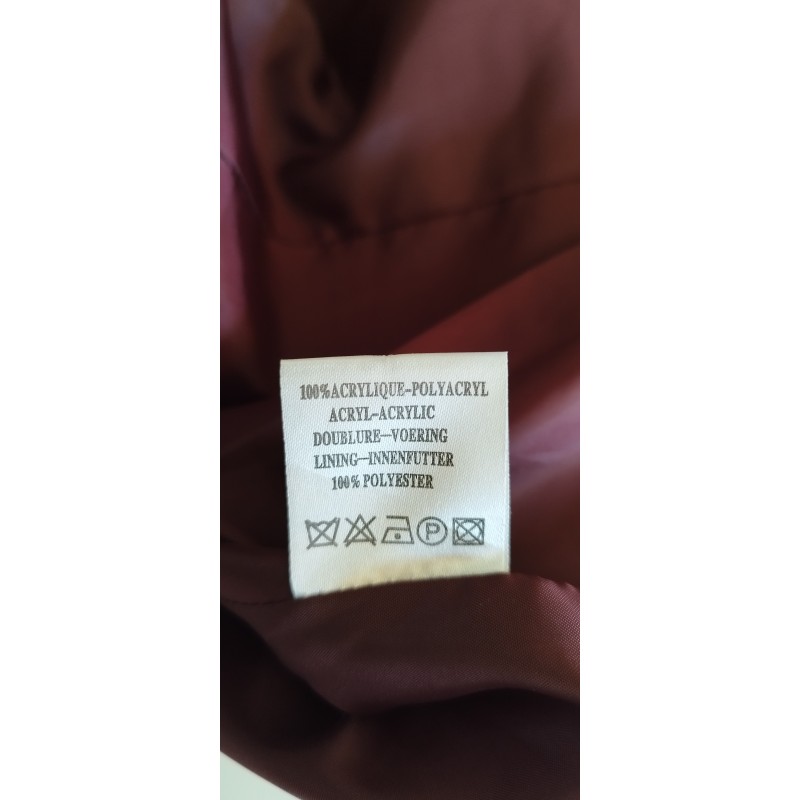 100%ACRYLIQUE-POLYACRYL
ACRYL-ACRYLIC
DOUBLURE-VOERING
LINING-INNENFUTTER
100% POLYESTER
P